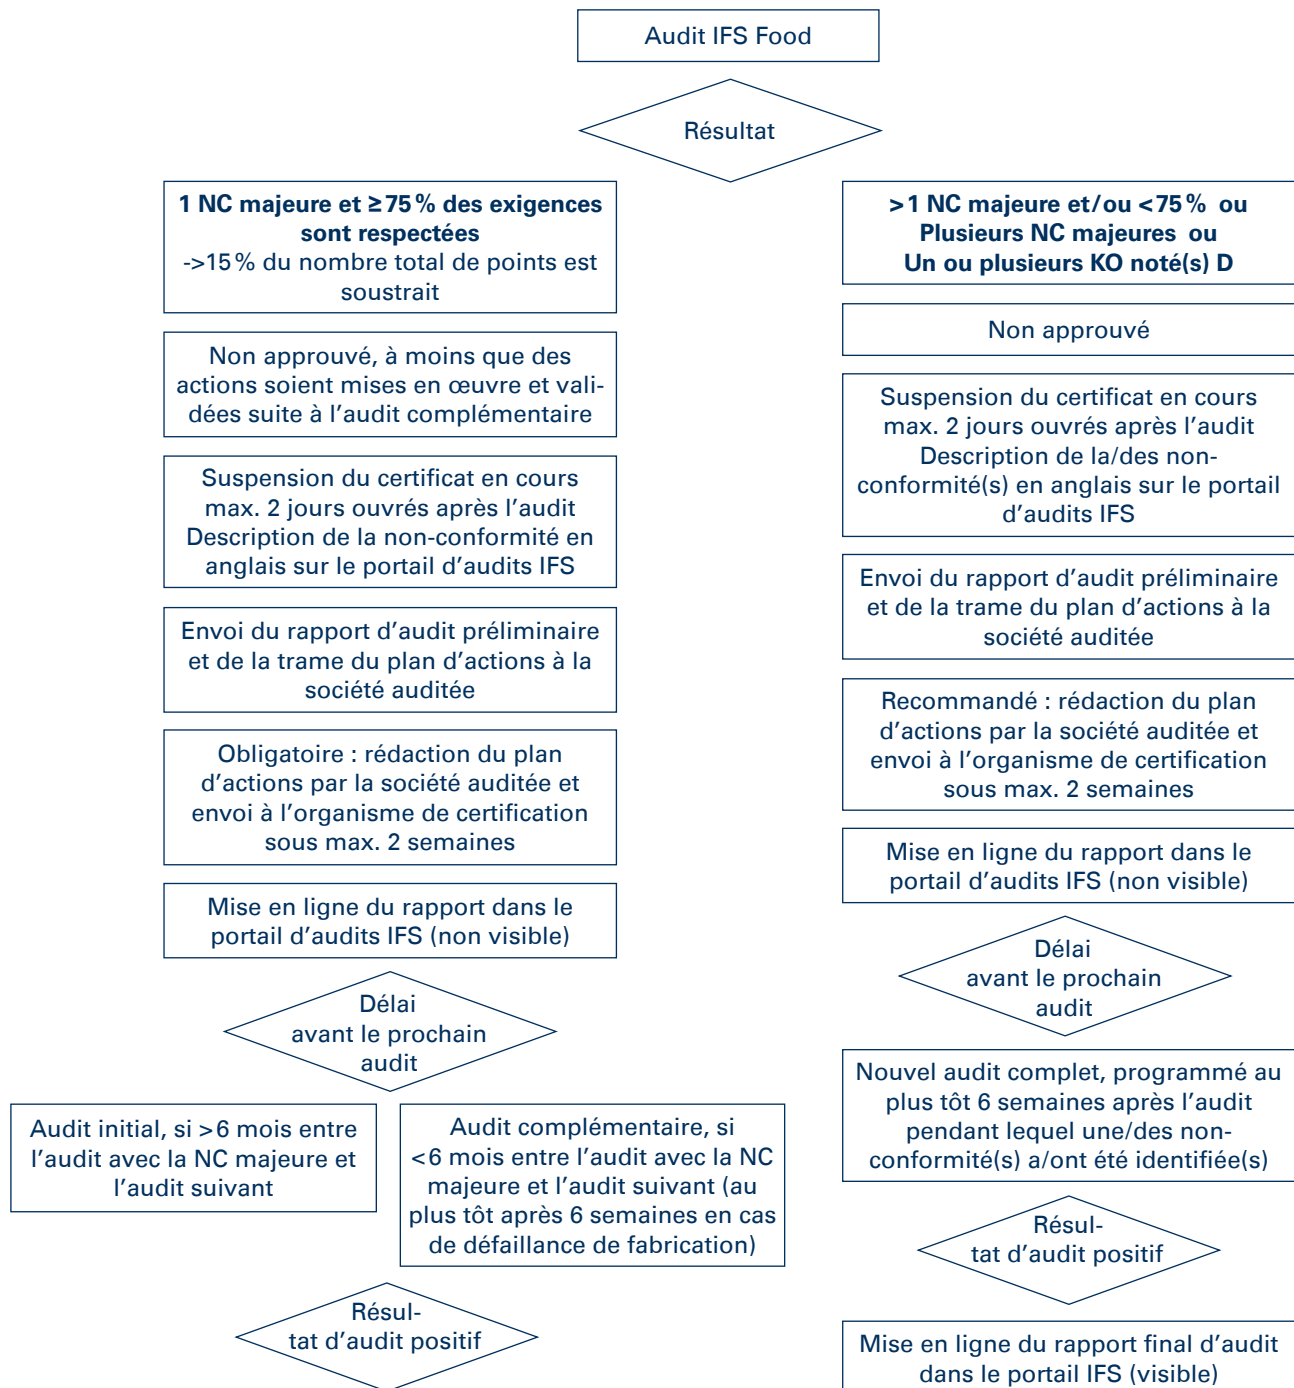 Audit IFS Food
Résultat
1 NC majeure et ≥75 % des exigences
sont respectées
->15 % du nombre total de points est
soustrait
Non approuvé, à moins que des
actions soient mises en œuvre et vali-
dées suite à l’audit complémentaire
Suspension du certificat en cours
max. 2 jours ouvrés après l’audit
Description de la non-conformité en
anglais sur le portail d’audits IFS
Envoi du rapport d’audit préliminaire
et de la trame du plan d’actions à la
société auditée
Obligatoire : rédaction du plan
d’actions par la société auditée et
envoi à l’organisme de certification
sous max. 2 semaines
Mise en ligne du rapport dans le
portail d’audits IFS (non visible)
Délai
avant le prochain
audit
Audit initial, si >6 mois entre
l’audit avec la NC majeure et
l’audit suivant
Audit complémentaire, si
<6 mois entre l’audit avec la NC
majeure et l’audit suivant (au
plus tôt après 6 semaines en cas
de défaillance de fabrication)
Résul-
tat d’audit positif
>1 NC majeure et/ou <75 % ou
Plusieurs NC majeures ou
Un ou plusieurs KO noté(s) D
Non approuvé
Suspension du certificat en cours
max. 2 jours ouvrés après l’audit
Description de la/des non-
conformité(s) en anglais sur le portail
d’audits IFS
Envoi du rapport d’audit préliminaire
et de la trame du plan d’actions à la
société auditée
Recommandé : rédaction du plan
d’actions par la société auditée et
envoi à l’organisme de certification
sous max. 2 semaines
Mise en ligne du rapport dans le
portail d’audits IFS (non visible)
Délai
avant le prochain
audit
Nouvel audit complet, programmé au
plus tôt 6 semaines après l’audit
pendant lequel une/des non-
conformité(s) a/ont été identifiée(s)
Résul-
tat d’audit positif
Mise en ligne du rapport final d’audit
dans le portail IFS (visible)